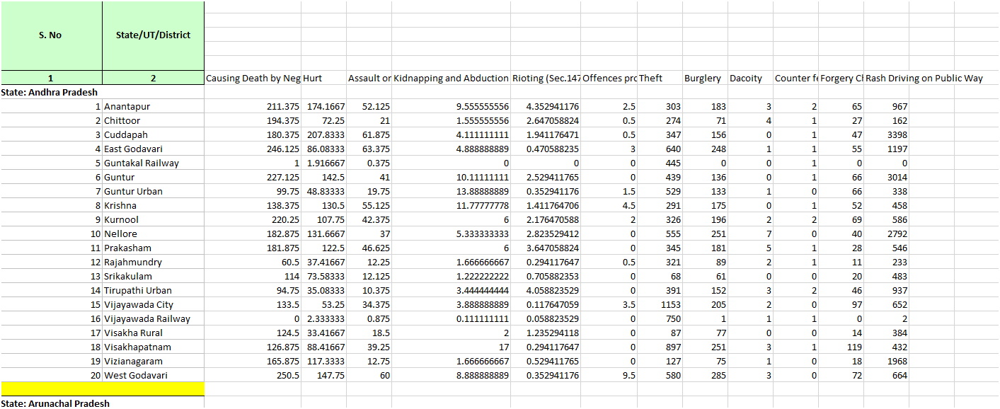 S. No State/UT/District
1 2 Causing Death by Neg Hurt Assault or Kidnapping and Abduction Rioting (Sec.147 Offences pro Theft Burglery Dacoity Counter fe Forgery Ch Rash Driving on Public Way
State: Andhra Pradesh
1 Anantapur 211.375 174.1667 52.125 9.555555556 4.352941176 2.5 303 183 3 2 65 967
2 Chittoor 194.375 72.25 21 1.555555556 2.647058824 0.5 274 71 4 1 27 162
3 Cuddapah 180.375 207.8333 61.875 4.111111111 1.941176471 0.5 347 156 0 1 47 3398
4 East Godavari 246.125 86.08333 63.375 4.888888889 0.470588235 3 640 248 1 1 55 1197
5 Guntakal Railway 1 1.916667 0.375 0 0 0 445 0 0 1 0 0
6 Guntur 227.125 142.5 41 10.11111111 2.529411765 0 439 136 0 1 66 3014
7 Guntur Urban 99.75 48.83333 19.75 13.88888889 0.352941176 1.5 529 133 1 0 66 338
8 Krishna 138.375 130.5 55.125 11.77777778 1.411764706 4.5 291 175 0 1 52 458
9 Kurnool 220.25 107.75 42.375 6 2.176470588 2 326 196 2 2 69 586
10 Nellore 182.875 131.6667 37 5.333333333 2.823529412 0 555 251 7 0 40 2792
11 Prakasham 181.875 122.5 46.625 6 3.647058824 0 345 181 5 1 28 546
12 Rajahmundry 60.5 37.41667 12.25 1.666666667 0.294117647 0.5 321 89 2 1 11 233
13 Srikakulam 114 73.58333 12.125 1.222222222 0.705882353 0 68 61 0 0 20 483
14 Tirupathi Urban 94.75 35.08333 10.375 3.444444444 4.058823529 0 391 152 3 2 46 937
15 Vijayawada City 133.5 53.25 34.375 3.888888889 0.117647059 3.5 1153 205 2 0 97 652
16 Vijayawada Railway 0 2.333333 0.875 0.111111111 0.058823529 0 750 1 1 1 0 2
17 Visakha Rural 124.5 33.41667 18.5 2 1.235294118 0 87 77 0 0 14 384
18 Visakhapatnam 126.875 88.41667 39.25 17 0.294117647 0 897 251 3 1 119 432
19 Vizianagaram 165.875 117.3333 12.75 1.666666667 0.529411765 0 127 75 1 0 18 1968
20 West Godavari 250.5 147.75 60 8.888888889 0.352941176 9.5 580 285 3 0 72 664
State: Arunachal Pradesh